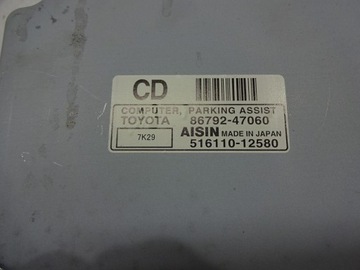 CD
COMPUTER, PARKING ASSIST
TOYOTA 86792-47060
7K29 AISIN MADE IN JAPAN
516110-12580